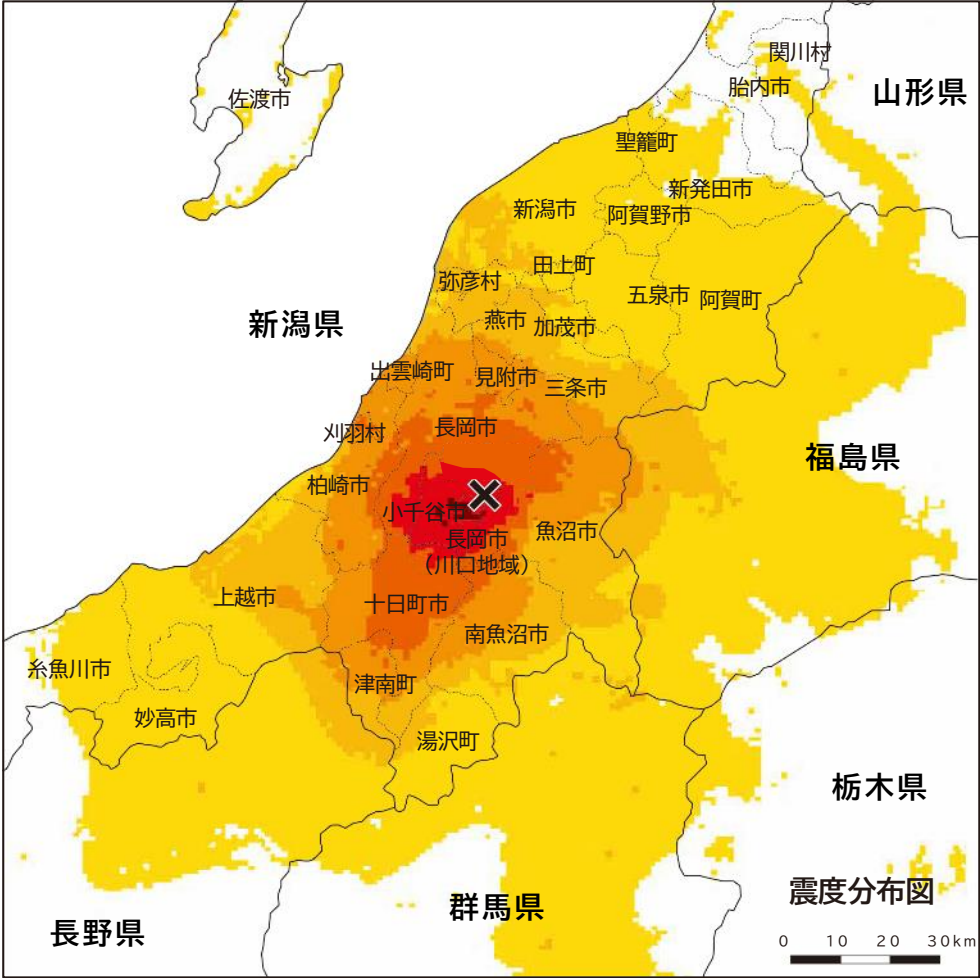 関川村
胎内市
山形県
佐渡市
聖籠町
新発田市
新潟市
阿賀野市
田上町
弥彦村
五泉市
阿賀町
新潟県
燕市
加茂市
出雲崎町
見附市
三条市
刈羽村
長岡市
福島県
柏崎市
小千谷市
魚沼市
長岡市
（川口地域）
上越市
十日町市
南魚沼市
糸魚川市
津南町
妙高市
湯沢町
栃木県
震度分布図
群馬県
長野県
0 10 20 30km